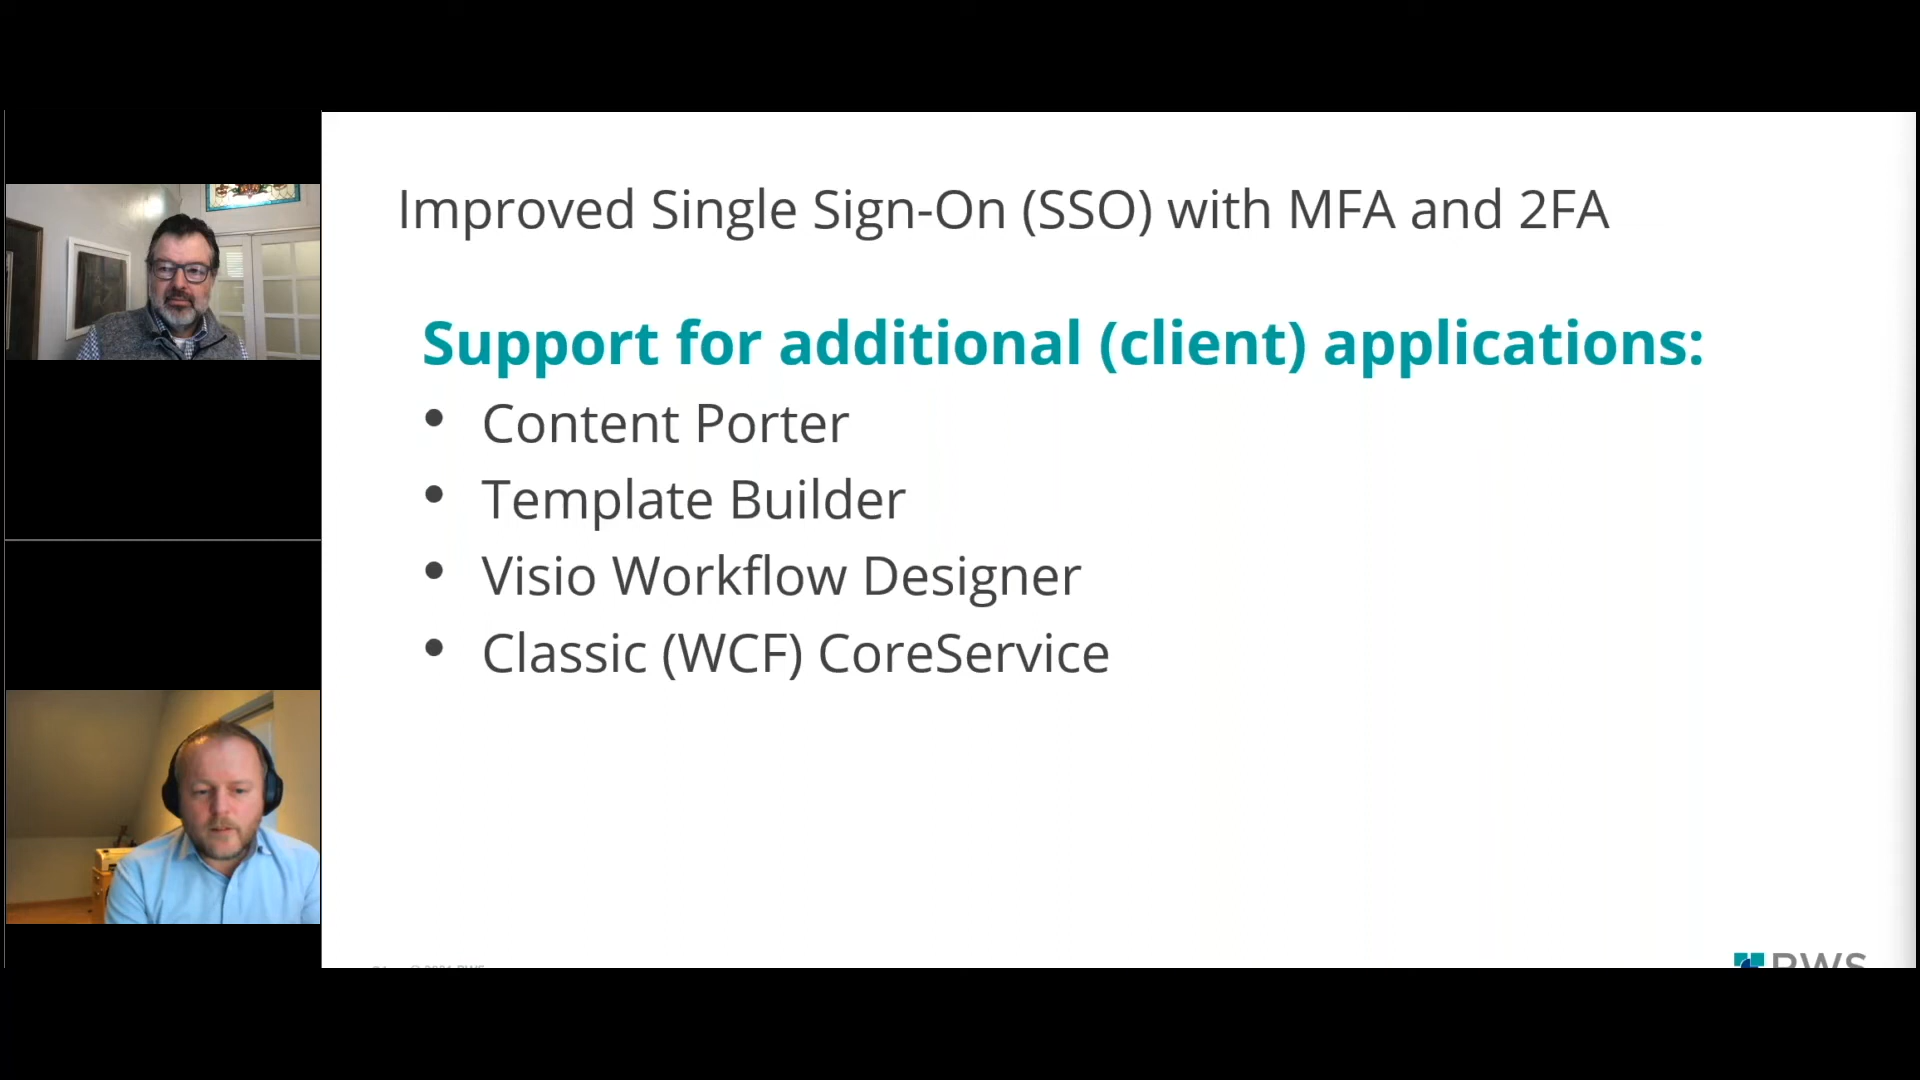 Improved Single Sign-On (SSO) with MFA and 2FA
Support for additional (client) applications:
• Content Porter
• Template Builder
• Visio Workflow Designer
• Classic (WCF) CoreService
RWS